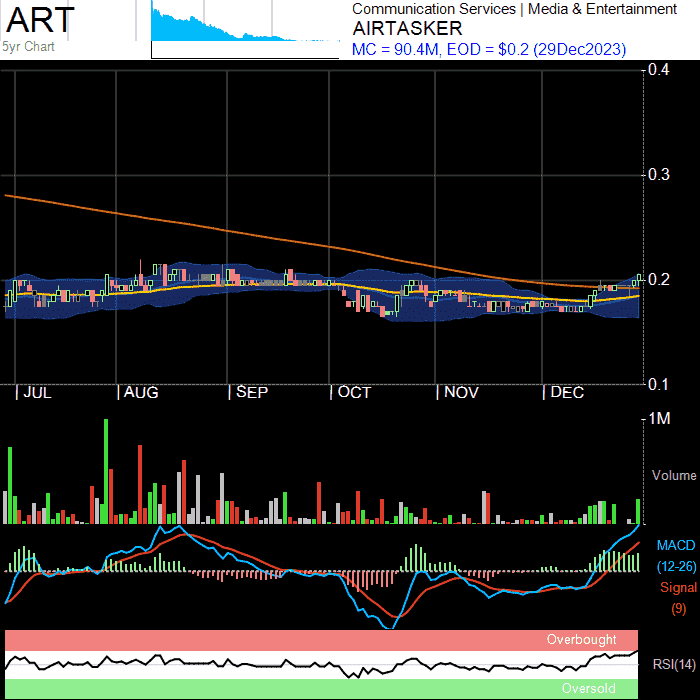 ART
5yr Chart
Communication Services | Media & Entertainment
AIRTASKER
MC = 90.4M, EOD = $0.2 (29Dec2023)
0.4
0.3
0.2
0.1
JUL
AUG
SEP
OCT
NOV
DEC
1M
Volume
MACD
(12-26)
Signal
(9)
Overbought
RSI(14)
Oversold